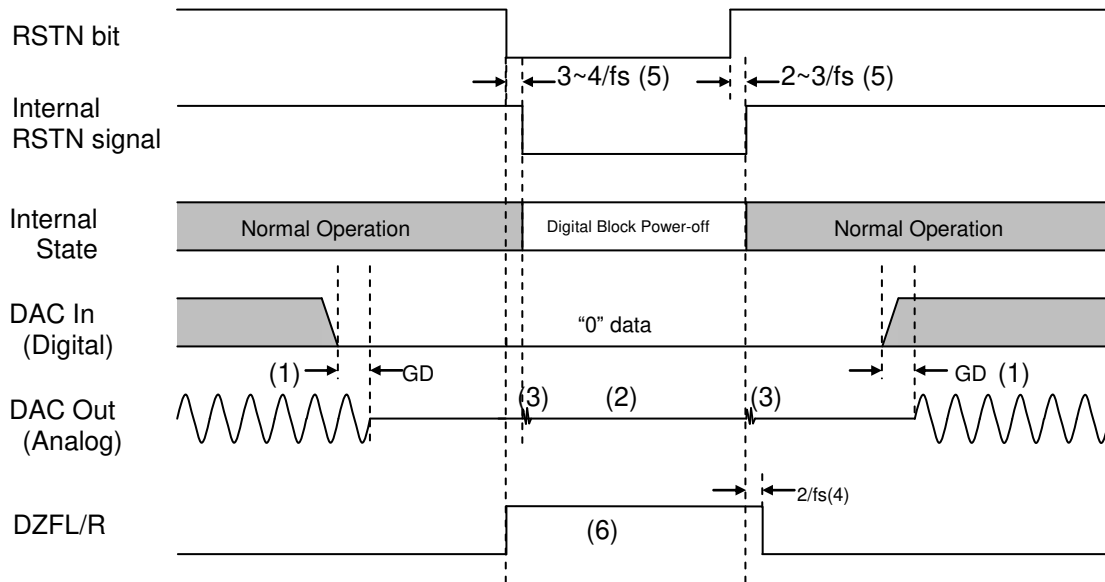 RSTN bit
3~4/fs (5)
2~3/fs (5)
Internal
RSTN signal
Internal
State
Normal Operation
Digital Block Power-off
Normal Operation
DAC In
(Digital)
“0” data
(1)
GD
GD
(1)
DAC Out
(Analog)
(3)
(2)
(3)
2/fs(4)
DZFL/R
(6)